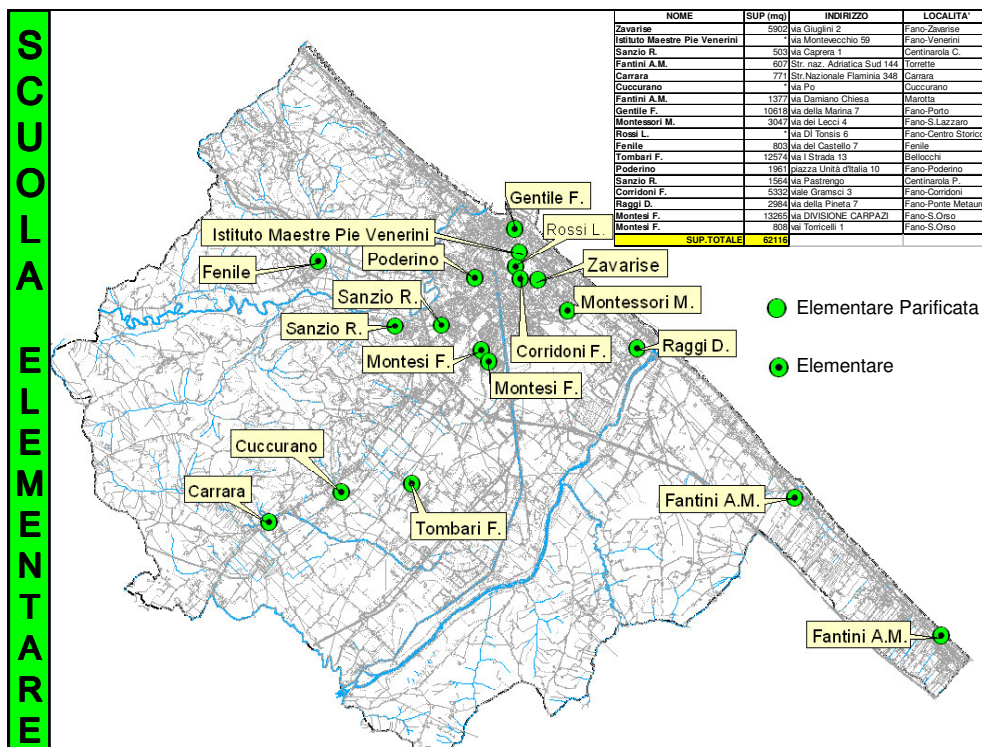 SCUOLA ELEMENTARE
NOME SUP (mq) INDIRIZZO LOCALITA'
Zavarise 5902 via Giuglini 2 Fano-Zavarise
Istituto Maestre Pie Venerini * via Montevecchio 59 Fano-Venerini
Sanzio R. 503 via Caprera 1 Centinarola C.
Fantini A.M. 607 Str. naz. Adriatica Sud 144 Torrette
Carrara 771 Str.Nazionale Flaminia 348 Carrara
Cuccurano * via Po Cuccurano
Fantini A.M. 1377 via Damiano Chiesa Marotta
Gentile F. 10618 via della Marina 7 Fano-Porto
Montessori M. 3047 via dei Lecci 4 Fano-S.Lazzaro
Rossi L. * via DI Tonsis 6 Fano-Centro Storico
Fenile 803 via del Castello 7 Fenile
Tombari F. 12574 via I Strada 13 Bellocchi
Poderino 1961 piazza Unità d'Italia 10 Fano-Poderino
Sanzio R. 1564 via Pastrengo Centinarola P.
Corridoni F. 5332 viale Gramsci 3 Fano-Corridoni
Raggi D. 2984 via della Pineta 7 Fano-Ponte Metauro
Montesi F. 13265 via DIVISIONE CARPAZI Fano-S.Orso
Montesi F. 808 vai Torricelli 1 Fano-S.Orso
SUP.TOTALE 62116
Gentile F.
Rossi L.
Istituto Maestre Pie Venerini
Poderino
Zavarise
Fenile
Sanzio R.
Montessori M.
Elementare Parificata
Sanzio R.
Corridoni F.
Raggi D.
Montesi F.
Elementare
Montesi F.
Cuccurano
Carrara
Fantini A.M.
Tombari F.
Fantini A.M.